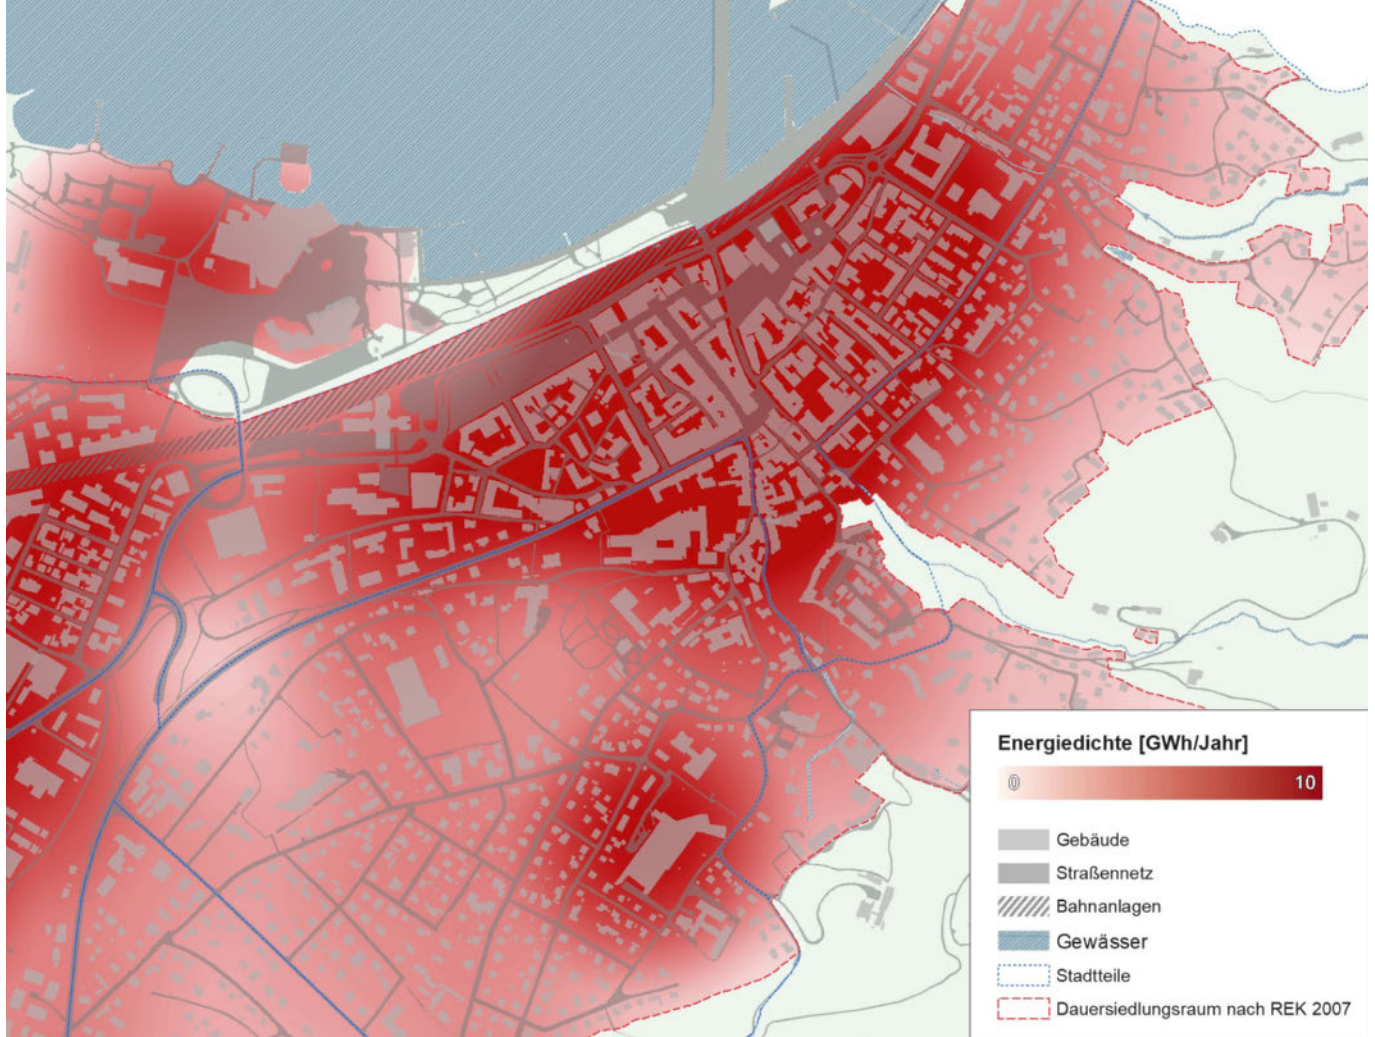 Energiedichte [GWh/Jahr]
0 10
Gebäude
Straßennetz
Bahnanlagen
Gewässer
Stadtteile
Dauersiedlungsraum nach REK 2007